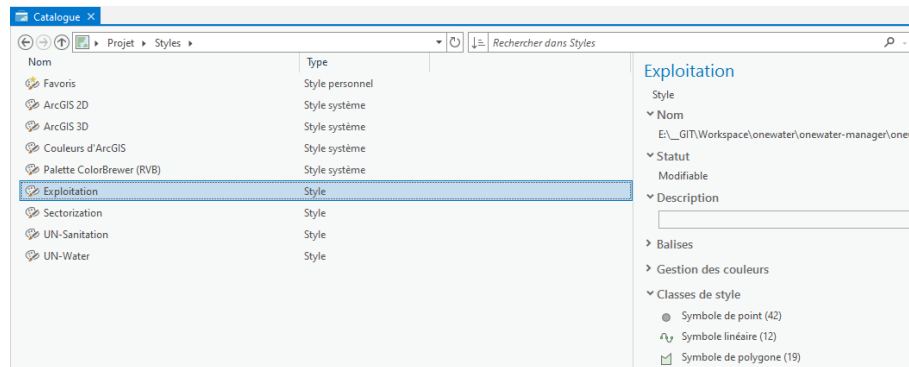 Catalogue
Projet Styles
Rechercher dans Styles
Nom Type
Favoris Style personnel
ArcGIS 2D Style système
ArcGIS 3D Style système
Couleurs d'ArcGIS Style système
Palette ColorBrewer (RVB) Style système
Exploitation Style
Sectorization Style
UN-Sanitation Style
UN-Water Style
Exploitation
Style
Nom
E:\__GIT\Workspace\onewater\onewater-manager\one
Statut
Modifiable
Description
Balises
Gestion des couleurs
Classes de style
Symbole de point (42)
Symbole linéaire (12)
Symbole de polygone (19)